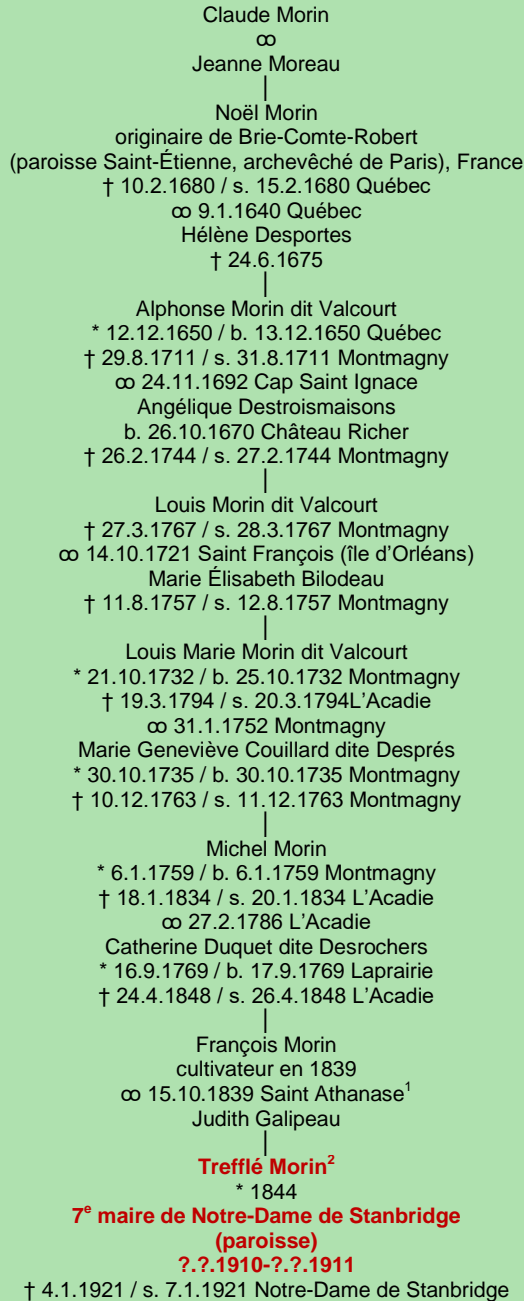 Claude Morin
∞
Jeanne Moreau
|
Noël Morin
originaire de Brie-Comte-Robert
(paroisse Saint-Étienne, archevêché de Paris), France
† 10.2.1680 / s. 15.2.1680 Québec
∞ 9.1.1640 Québec
Hélène Desportes
† 24.6.1675
|
Alphonse Morin dit Valcourt
* 12.12.1650 / b. 13.12.1650 Québec
† 29.8.1711 / s. 31.8.1711 Montmagny
∞ 24.11.1692 Cap Saint Ignace
Angélique Destroismaisons
b. 26.10.1670 Château Richer
† 26.2.1744 / s. 27.2.1744 Montmagny
|
Louis Morin dit Valcourt
† 27.3.1767 / s. 28.3.1767 Montmagny
∞ 14.10.1721 Saint François (île d'Orléans)
Marie Élisabeth Bilodeau
† 11.8.1757 / s. 12.8.1757 Montmagny
|
Louis Marie Morin dit Valcourt
* 21.10.1732 / b. 25.10.1732 Montmagny
† 19.3.1794 / s. 20.3.1794L'Acadie
∞ 31.1.1752 Montmagny
Marie Geneviève Couillard dite Després
* 30.10.1735 / b. 30.10.1735 Montmagny
† 10.12.1763 / s. 11.12.1763 Montmagny
|
Michel Morin
* 6.1.1759 / b. 6.1.1759 Montmagny
† 18.1.1834 / s. 20.1.1834 L'Acadie
∞ 27.2.1786 L'Acadie
Catherine Duquet dite Desrochers
* 16.9.1769 / b. 17.9.1769 Laprairie
† 24.4.1848 / s. 26.4.1848 L'Acadie
|
François Morin
cultivateur en 1839
∞ 15.10.1839 Saint Athanase¹
Judith Galipeau
|
Trefflé Morin²
* 1844
7ᵉ maire de Notre-Dame de Stanbridge
(paroisse)
?.?.1910-?.?.1911
† 4.1.1921 / s. 7.1.1921 Notre-Dame de Stanbridge